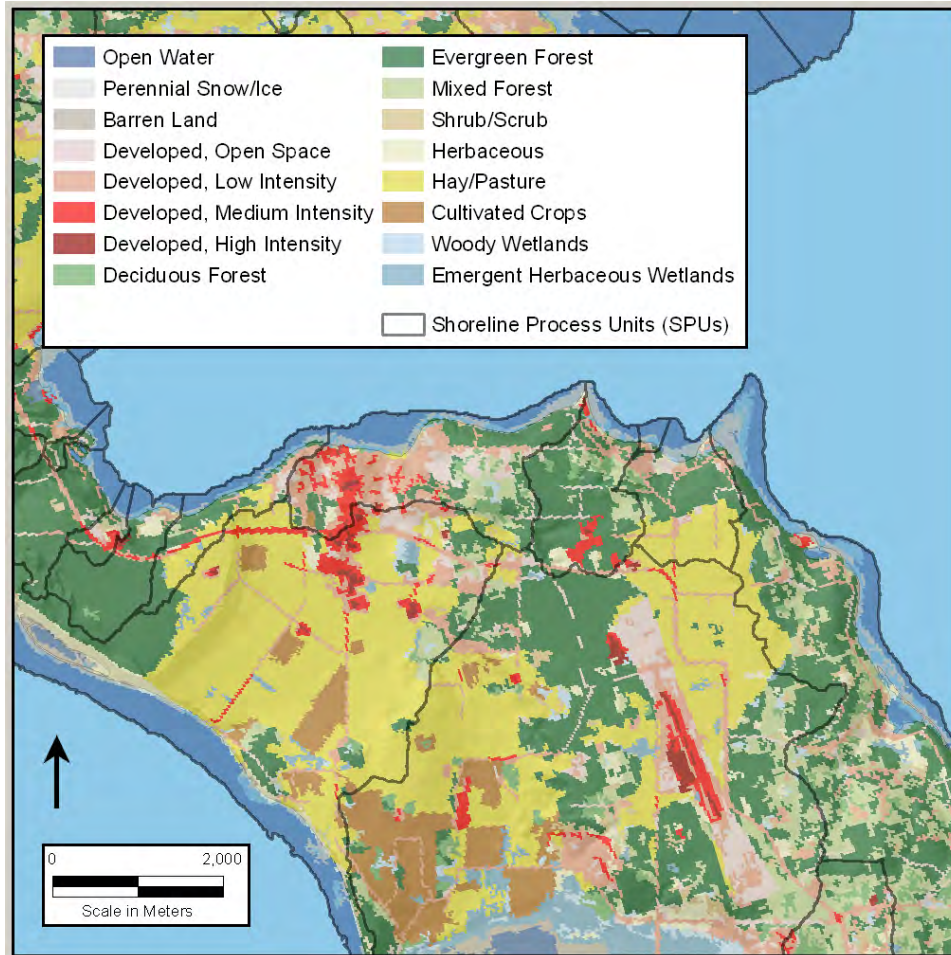 Open Water
Perennial Snow/Ice
Barren Land
Developed, Open Space
Developed, Low Intensity
Developed, Medium Intensity
Developed, High Intensity
Deciduous Forest
Evergreen Forest
Mixed Forest
Shrub/Scrub
Herbaceous
Hay/Pasture
Cultivated Crops
Woody Wetlands
Emergent Herbaceous Wetlands
Shoreline Process Units (SPUs)
0 2,000
Scale in Meters